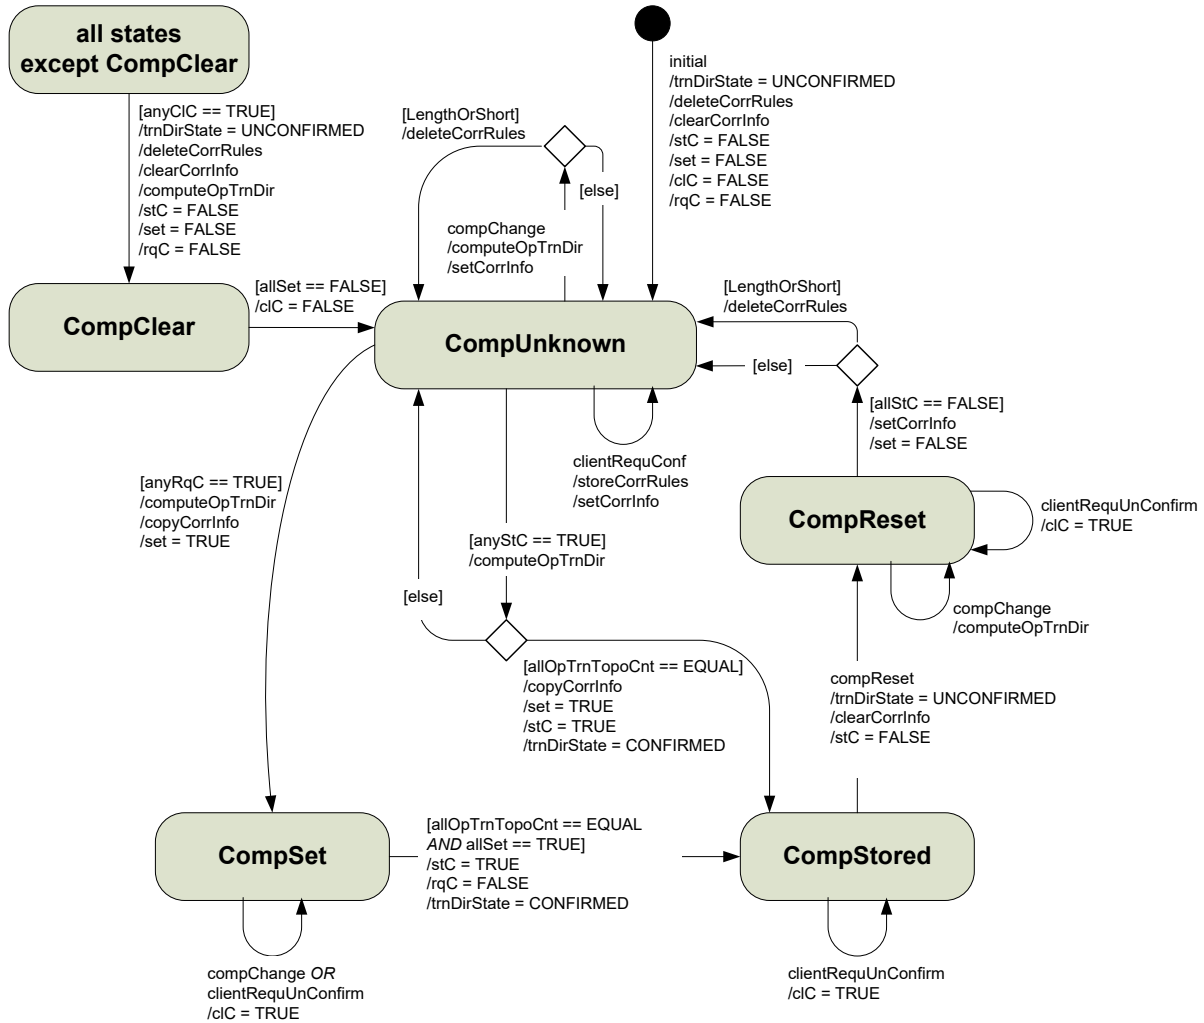 all states
except CompClear
initial
/trnDirState = UNCONFIRMED
/deleteCorrRules
/clearCorrInfo
/stC = FALSE
/set = FALSE
/clC = FALSE
/rqC = FALSE
[anyClC == TRUE]
/trnDirState = UNCONFIRMED
/deleteCorrRules
/clearCorrInfo
/computeOpTrnDir
/stC = FALSE
/set = FALSE
/rqC = FALSE
[LengthOrShort]
/deleteCorrRules
[else]
compChange
/computeOpTrnDir
/setCorrInfo
CompClear
[allSet == FALSE]
/clC = FALSE
CompUnknown
[LengthOrShort]
/deleteCorrRules
[else]
[allStC == FALSE]
/setCorrInfo
/set = FALSE
clientRequConf
/storeCorrRules
/setCorrInfo
[anyRqC == TRUE]
/computeOpTrnDir
/copyCorrInfo
/set = TRUE
[anyStC == TRUE]
/computeOpTrnDir
[else]
CompReset
clientRequUnConfirm
/clC = TRUE
compChange
/computeOpTrnDir
[allOpTrnTopoCnt == EQUAL]
/copyCorrInfo
/set = TRUE
/stC = TRUE
/trnDirState = CONFIRMED
compReset
/trnDirState = UNCONFIRMED
/clearCorrInfo
/stC = FALSE
CompSet
[allOpTrnTopoCnt == EQUAL
AND allSet == TRUE]
/stC = TRUE
/rqC = FALSE
/trnDirState = CONFIRMED
CompStored
compChange OR
clientRequUnConfirm
/clC = TRUE
clientRequUnConfirm
/clC = TRUE